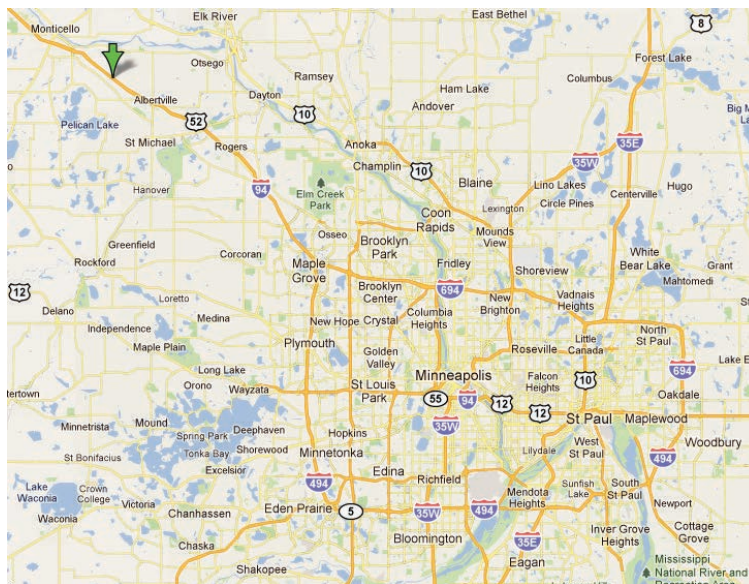 Elk River
East Bethel
8
Monticello
Forest Lake
Otsego
Ramsey
Columbus
Ham Lake
Dayton
Andover
Albertville
Big M
10
Pelican Lake
52
St Michael
Anoka
35W
35E
Rogers
Champlin
10
Hanover
94
Elm Creek
Park
Blaine
Lino Lakes
Hugo
Centerville
Circle Pines
Lexington
Coon
Rapids
Osseo
Mounds
View
Greenfield
Corcoran
Brooklyn
Park
White
Bear Lake
Rockford
Maple
Grove
Fridley
Shoreview
Grant
Mahtomedi
12
Loretto
Brooklyn
Center
694
New
Brighton
Vadnais
Heights
Delano
Medina
Independence
New Hope
Crystal
Columbia
Heights
North
St Paul
Maple Plain
Plymouth
Little
Canada
Golden
Valley
Roseville
Lake E
694
Long Lake
Minneapolis
Falcon
Heights
10
Orono
Wayzata
St Louis
Park
55
94
12
12
Oakdale
town
St Paul
Maplewood
Mound
Minnetrista
Deephaven
Spring Park
Hopkins
35W
Tonka Bay
Shorewood
Minnetonka
Lilydale
West
St Paul
Woodbury
St Bonifacius
Excelsior
Edina
Richfield
494
494
Lake
Waconia
Crown
College
Victoria
Mendota
Heights
Sunfish
Lake
South
St Paul
Newport
Waconia
Chanhassen
Eden Prairie
5
35W
494
Cottage
Grove
Inver Grove
Heights
Chaska
Bloomington
35E
Eagan
Shakopee
Mississippi
National River and
Recreation Area